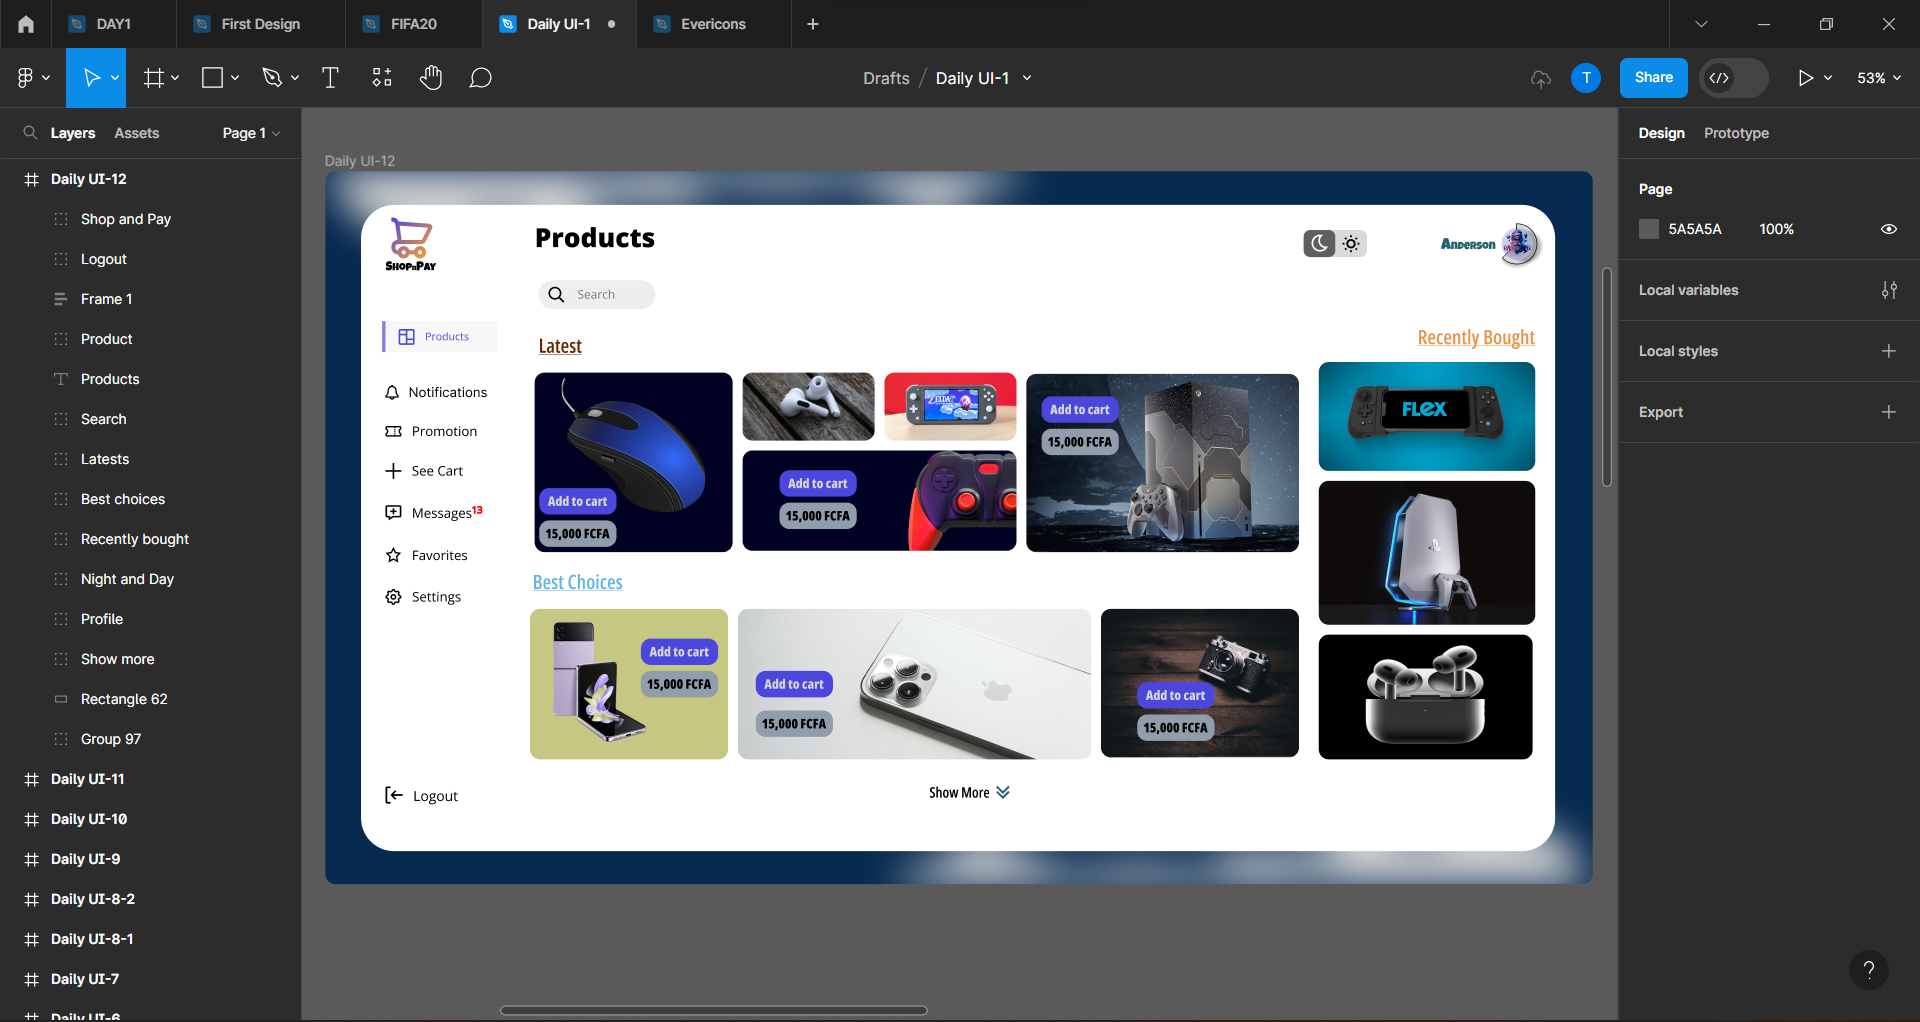 DAY1
First Design
FIFA20
Daily UI-1
Evericons
Drafts / Daily UI-1
T
Share
53%
Layers
Assets
Page 1
Daily UI-12
Shop and Pay
Logout
Frame 1
Product
Products
Search
Latests
Best choices
Recently bought
Night and Day
Profile
Show more
Rectangle 62
Group 97
Daily UI-11
Daily UI-10
Daily UI-9
Daily UI-8-2
Daily UI-8-1
Daily UI-7
Daily UI-6
Daily UI-12
ShopnPay
Products
Anderson
Search
Products
Notifications
Promotion
See Cart
Messages13
Favorites
Settings
Logout
Latest
Add to cart
15,000 FCFA
ZELDA
Add to cart
15,000 FCFA
Add to cart
15,000 FCFA
Recently Bought
FLEX
Best Choices
Add to cart
15,000 FCFA
Add to cart
15,000 FCFA
Add to cart
15,000 FCFA
Show More
Design
Prototype
Page
5A5A5A
100%
Local variables
Local styles
Export
?